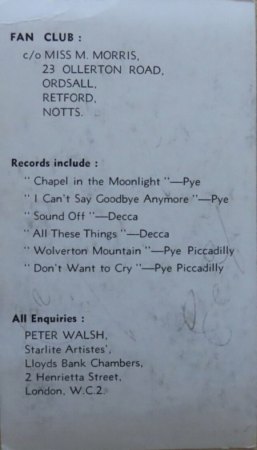 FAN CLUB :
c/o MISS M. MORRIS,
23 OLLERTON ROAD,
ORDSALL,
RETFORD,
NOTTS.
Records include :
" Chapel in the Moonlight "—Pye
" I Can't Say Goodbye Anymore "—Pye
" Sound Off "—Decca
" All These Things "—Decca
" Wolverton Mountain "—Pye Piccadilly
" Don't Want to Cry "—Pye Piccadilly
All Enquiries :
PETER WALSH,
Starlite Artistes',
Lloyds Bank Chambers,
2 Henrietta Street,
London, W.C.2.